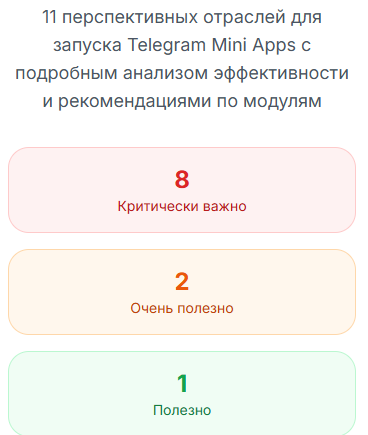 11 перспективных отраслей для
запуска Telegram Mini Apps с
подробным анализом эффективности
и рекомендациями по модулям
8
Критически важно
2
Очень полезно
1
Полезно